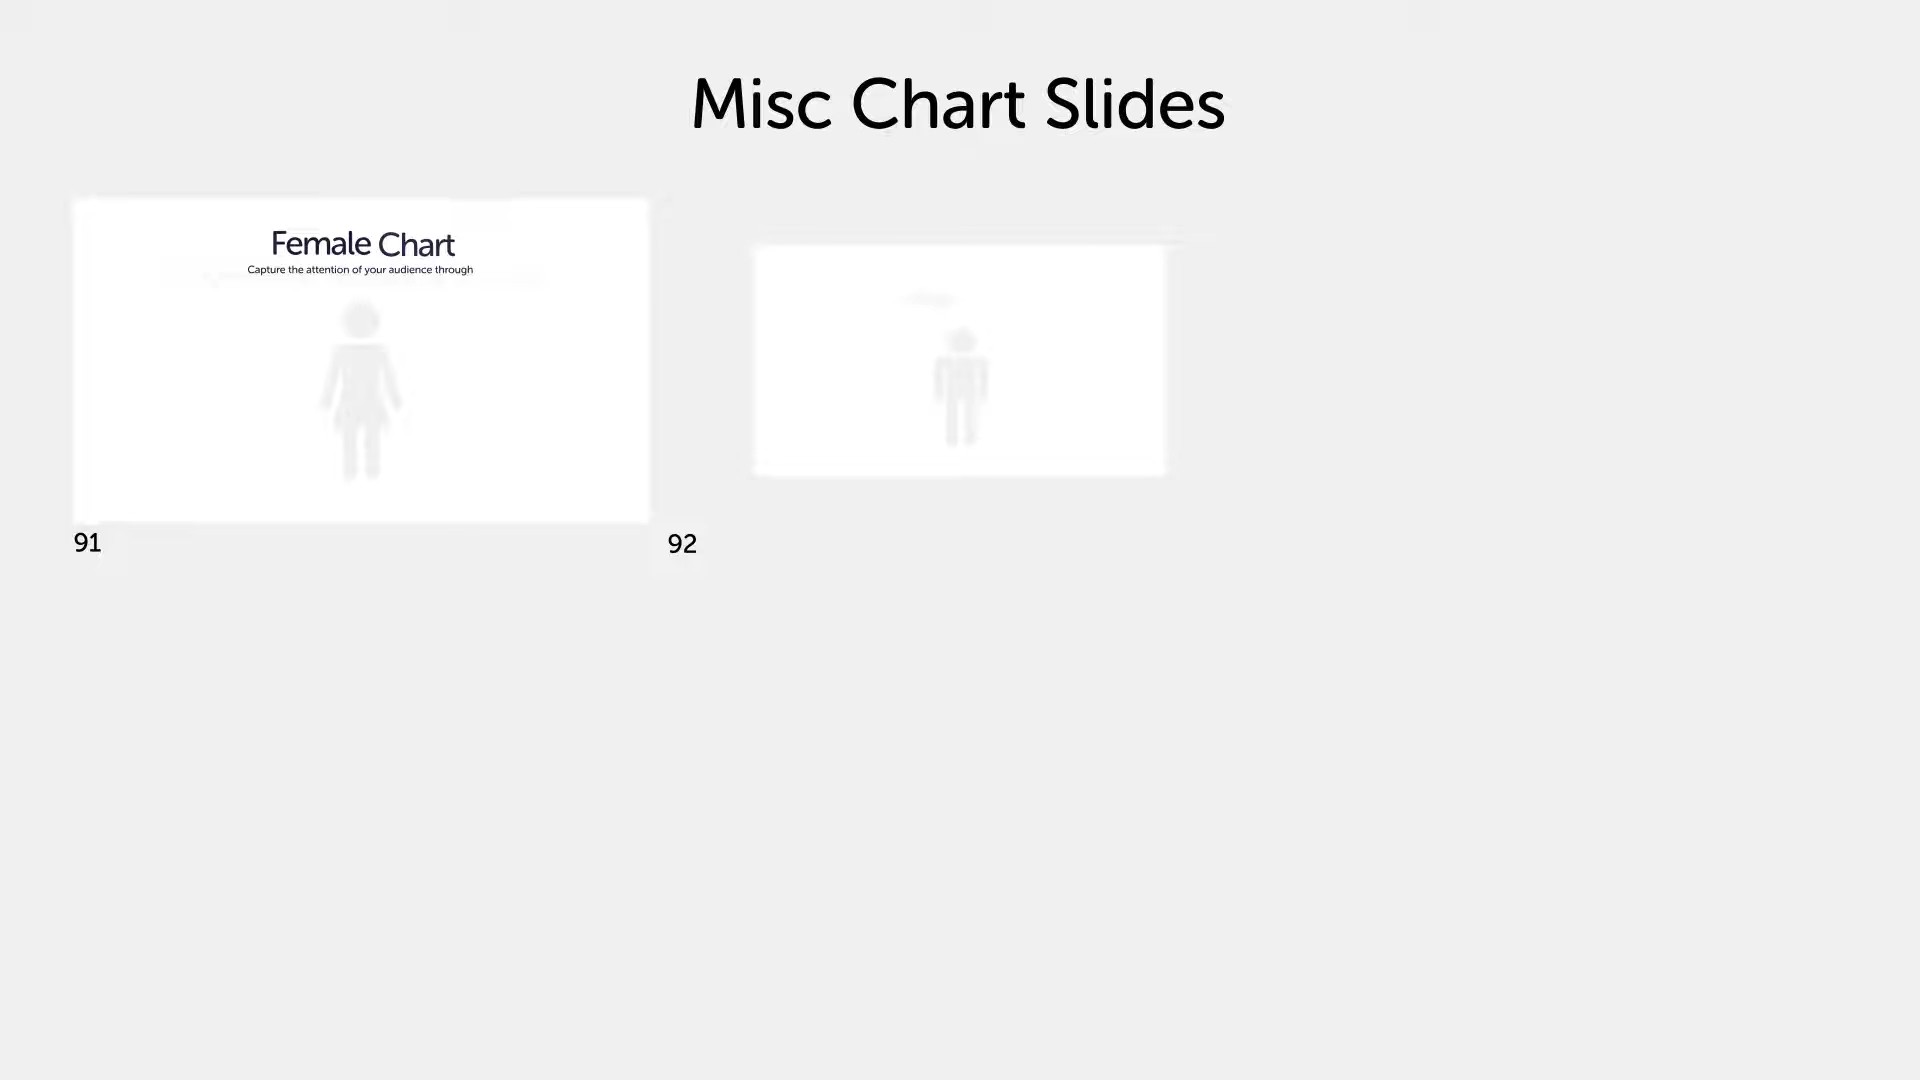 Misc Chart Slides
Female Chart
Capture the attention of your audience through
91
92